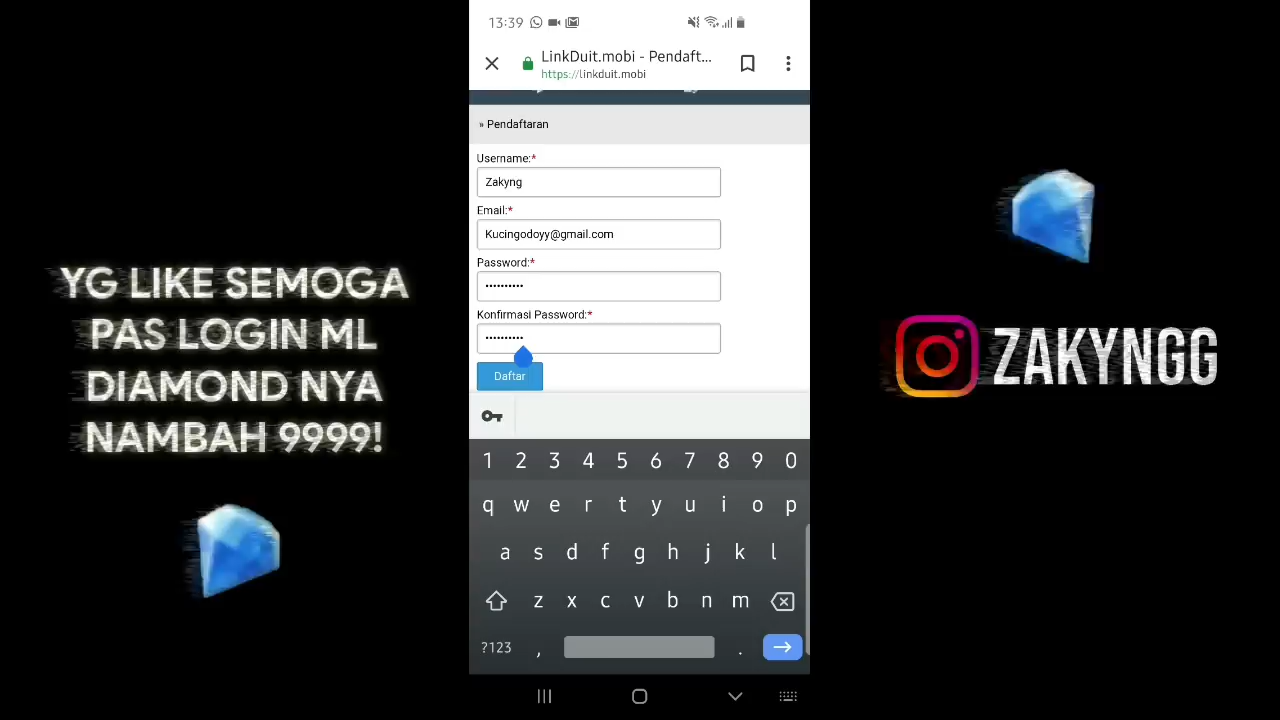 YG LIKE SEMOGA
PAS LOGIN ML
DIAMOND NYA
NAMBAH 9999!
13:39
LinkDuit.mobi - Pendaft...
https://linkduit.mobi
» Pendaftaran
Username:*
Zakyng
Email:*
Kucingodoyy@gmail.com
Password:*
••••••••••
Konfirmasi Password:*
••••••••••
Daftar
1 2 3 4 5 6 7 8 9 0
q w e r t y u i o p
a s d f g h j k l
z x c v b n m
?123 , .
ZAKYNGG